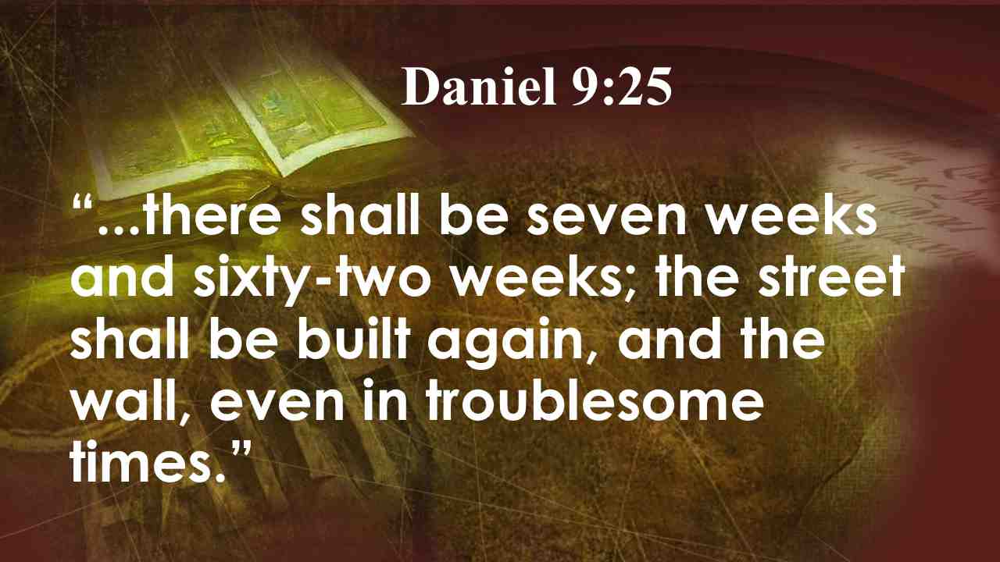 Daniel 9:25
“...there shall be seven weeks
and sixty-two weeks; the street
shall be built again, and the
wall, even in troublesome
times.”